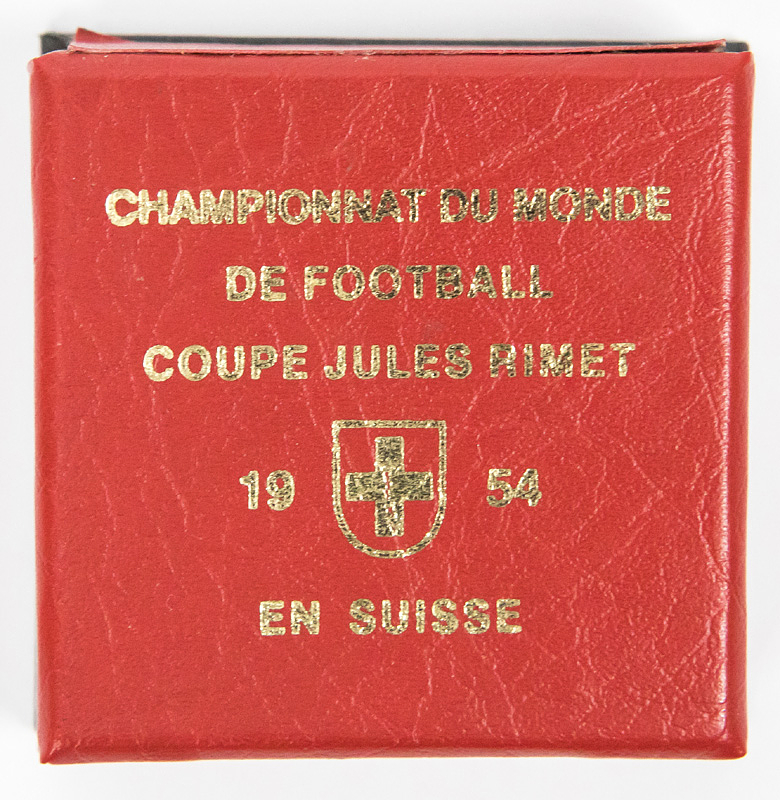 CHAMPIONNAT DU MONDE
DE FOOTBALL
COUPE JULES RIMET
19 54
EN SUISSE